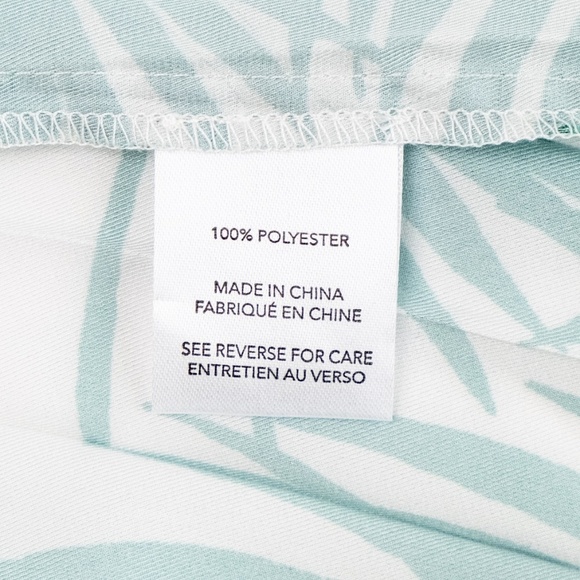 100% POLYESTER
MADE IN CHINA
FABRIQUÉ EN CHINE
SEE REVERSE FOR CARE
ENTRETIEN AU VERSO